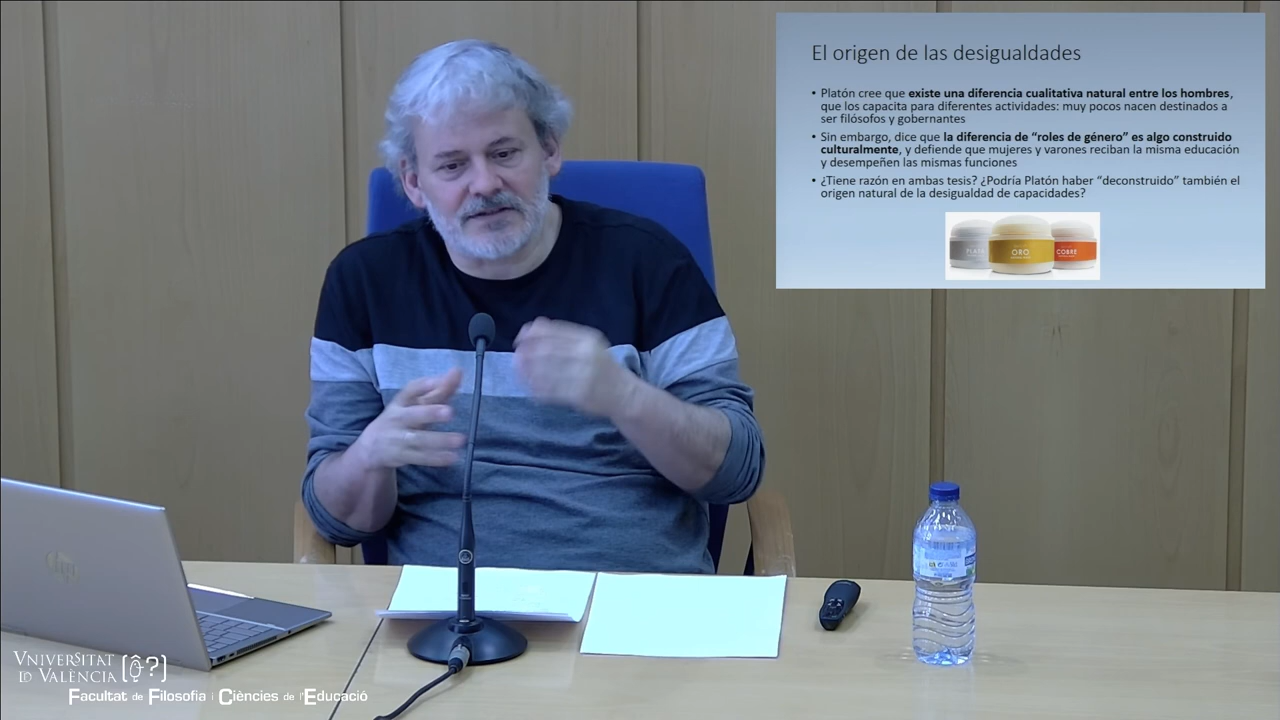 El origen de las desigualdades
• Platón cree que existe una diferencia cualitativa natural entre los hombres,
que los capacita para diferentes actividades: muy pocos nacen destinados a
ser filósofos y gobernantes
• Sin embargo, dice que la diferencia de “roles de género” es algo construido
culturalmente, y defiende que mujeres y varones reciban la misma educación
y desempeñen las mismas funciones
• ¿Tiene razón en ambas tesis? ¿Podría Platón haber “deconstruido” también el
origen natural de la desigualdad de capacidades?
PLATA
ORO
COBRE
hp
VNIVERSITAT
ID VALÈNCIA [ô?]
Facultat de Filosofia i Ciències de l'Educació